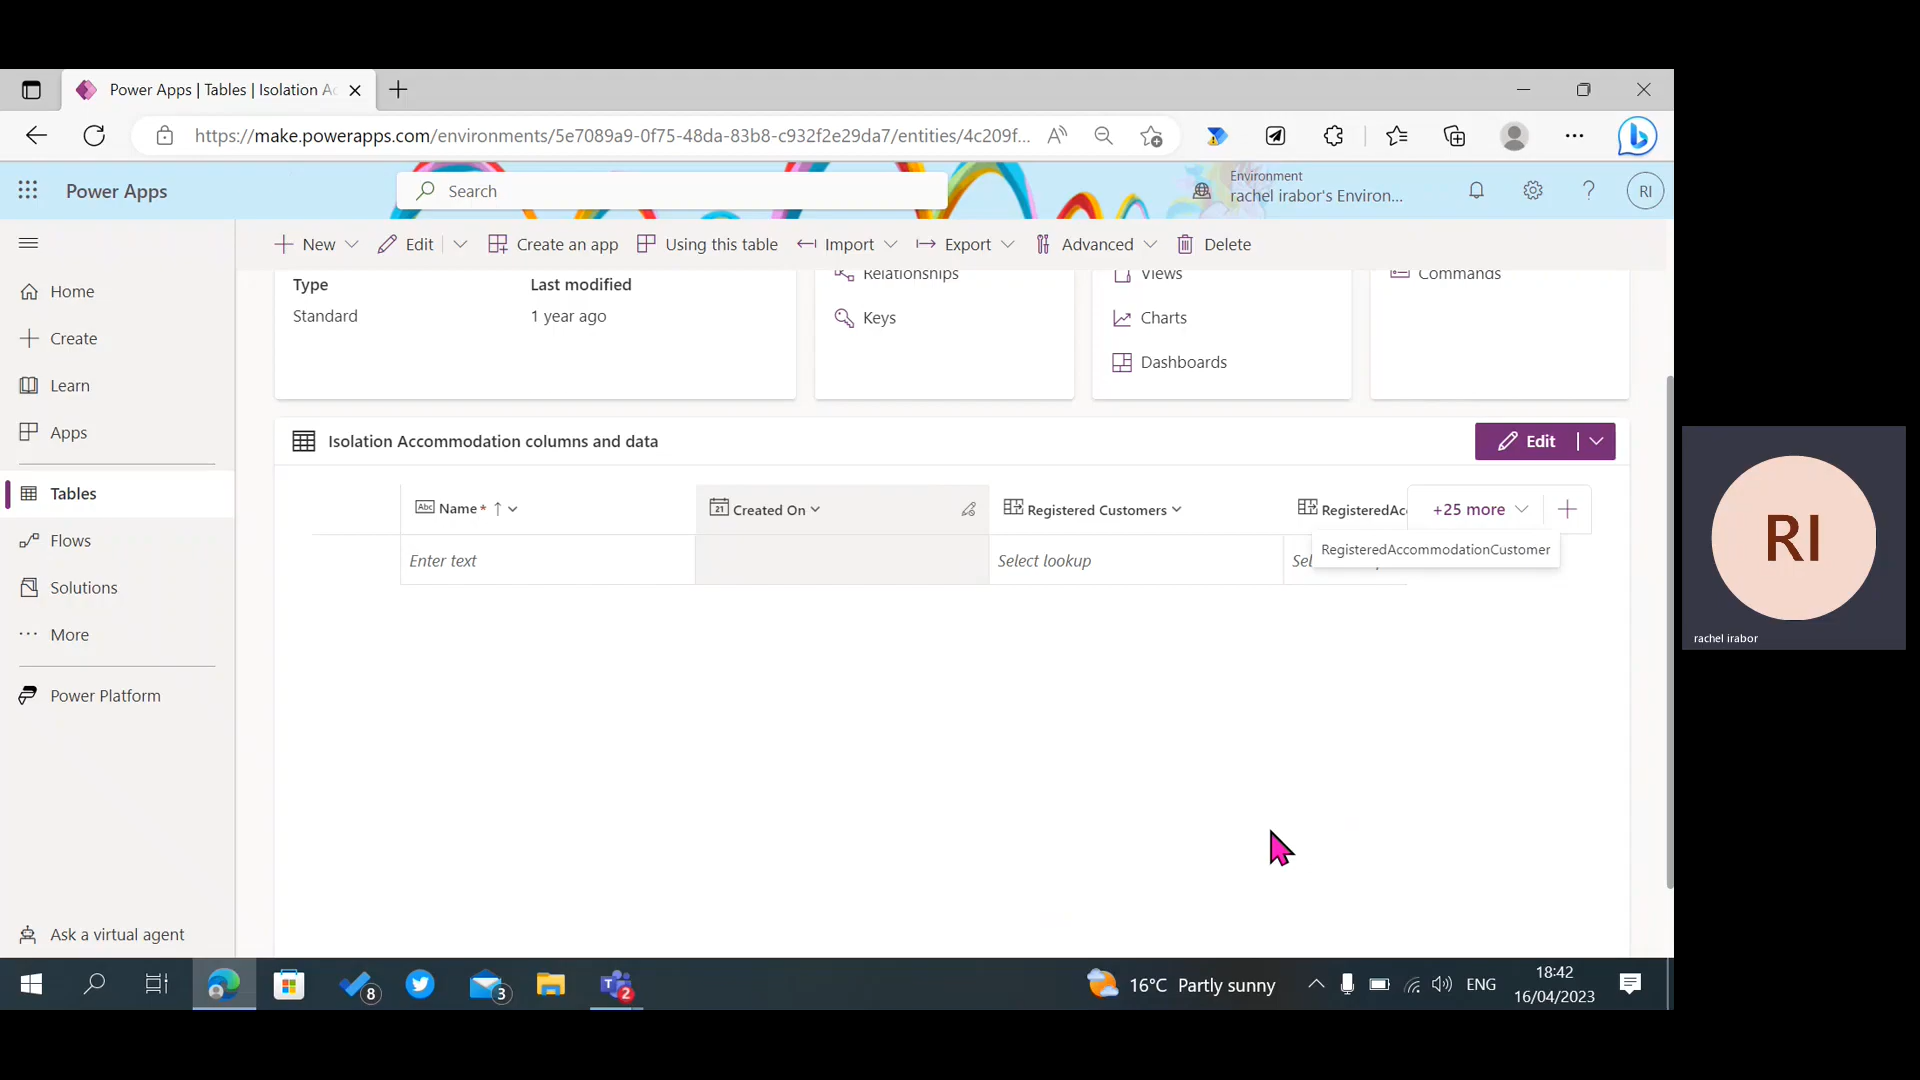 Power Apps | Tables | Isolation Ac
https://make.powerapps.com/environments/5e7089a9-0f75-48da-83b8-c932f2e29da7/entities/4c209f...
Power Apps
Search
Environment
rachel irabor's Environ...
RI
New
Edit
Create an app
Using this table
Import
Export
Advanced
Delete
Home
Create
Learn
Apps
Tables
Flows
Solutions
More
Power Platform
Ask a virtual agent
Type
Last modified
Standard
1 year ago
Relationships
Keys
Views
Charts
Dashboards
Commands
Isolation Accommodation columns and data
Edit
Abc Name *
21 Created On
Registered Customers
RegisteredAcc
+25 more
RegisteredAccommodationCustomer
Enter text
Select lookup
Sel
RI
rachel irabor
8
3
T 2
16°C Partly sunny
ENG
18:42
16/04/2023